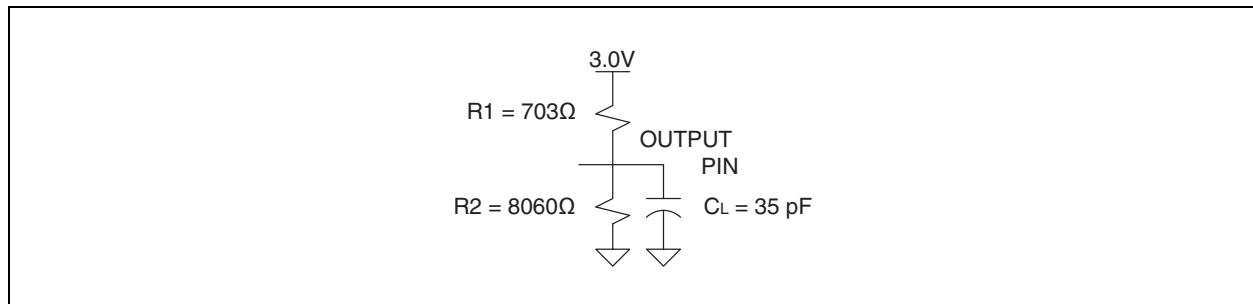 3.0V
R1 = 703Ω
OUTPUT
PIN
R2 = 8060Ω
CL = 35 pF